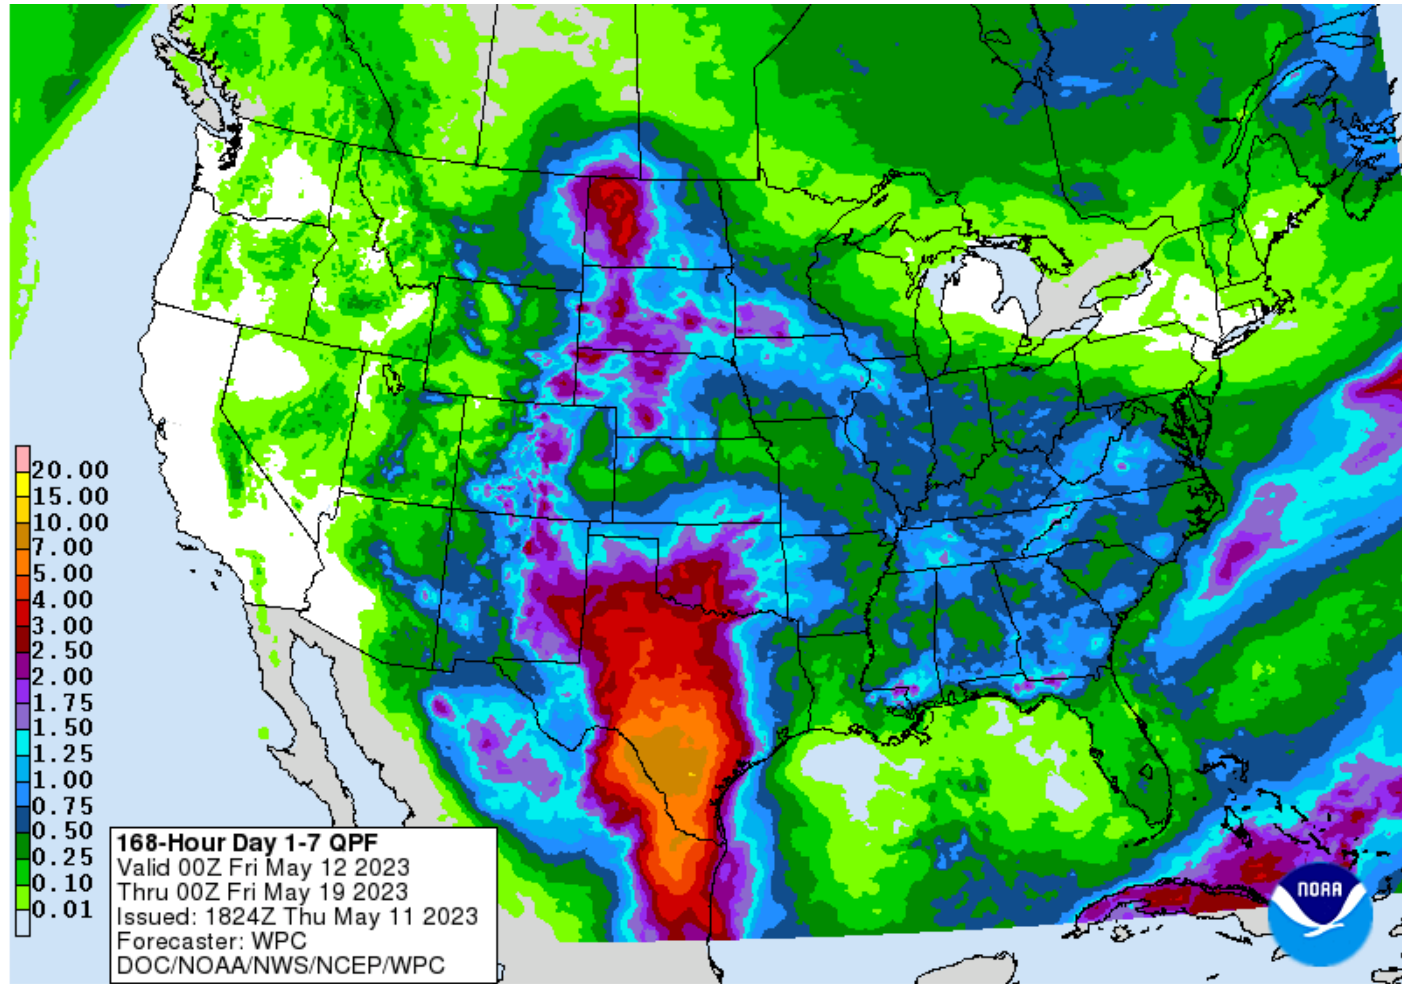 20.00
15.00
10.00
7.00
5.00
4.00
3.00
2.50
2.00
1.75
1.50
1.25
1.00
0.75
0.50
0.25
0.10
0.01
168-Hour Day 1-7 QPF
Valid 00Z Fri May 12 2023
Thru 00Z Fri May 19 2023
Issued: 1824Z Thu May 11 2023
Forecaster: WPC
DOC/NOAA/NWS/NCEP/WPC
NOAA